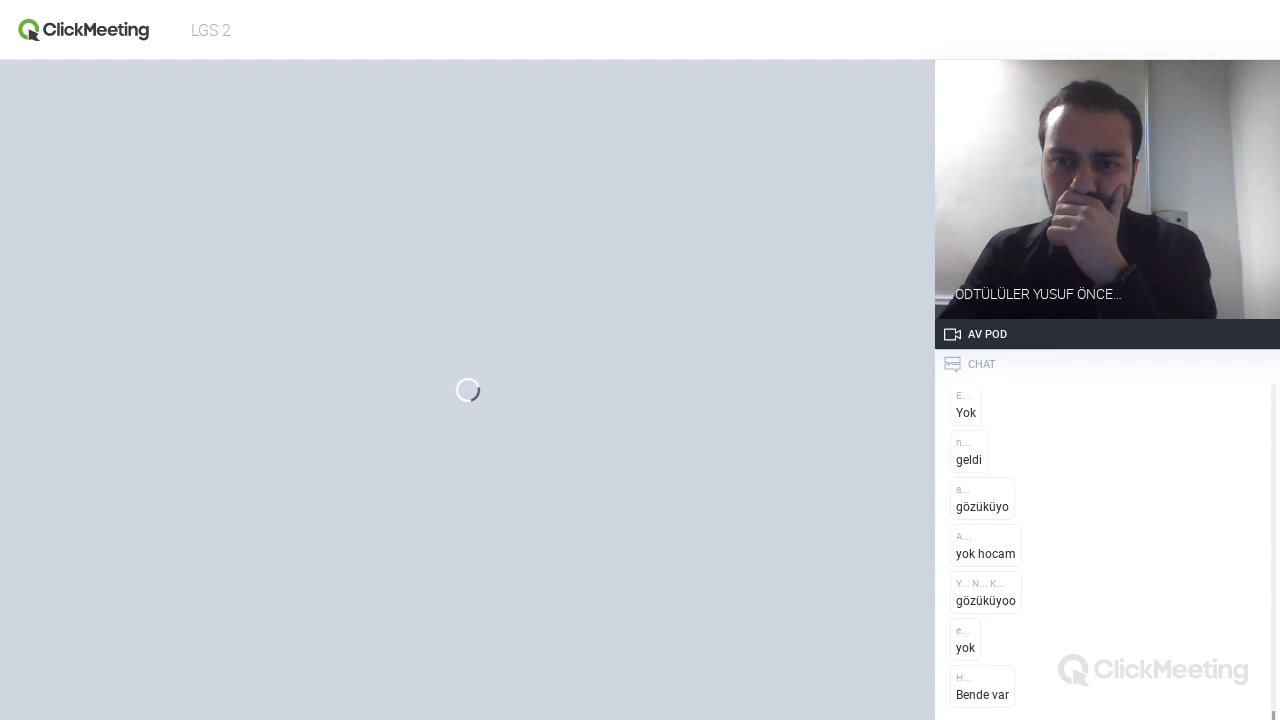 ClickMeeting
LGS 2
ODTÜLÜLER YUSUF ÖNCE...
AV POD
CHAT
E...
Yok
n...
geldi
a...
gözüküyo
A...
yok hocam
Y... N... K...
gözüküyoo
e...
yok
H...
Bende var
ClickMeeting